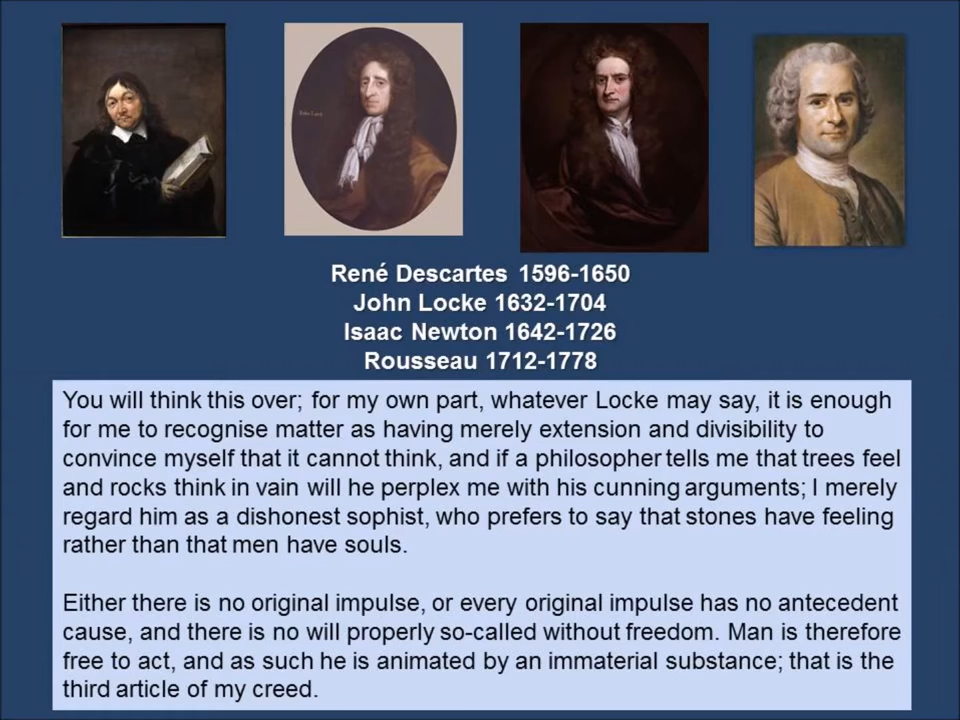 René Descartes 1596-1650
John Locke 1632-1704
Isaac Newton 1642-1726
Rousseau 1712-1778
You will think this over; for my own part, whatever Locke may say, it is enough
for me to recognise matter as having merely extension and divisibility to
convince myself that it cannot think, and if a philosopher tells me that trees feel
and rocks think in vain will he perplex me with his cunning arguments; I merely
regard him as a dishonest sophist, who prefers to say that stones have feeling
rather than that men have souls.
Either there is no original impulse, or every original impulse has no antecedent
cause, and there is no will properly so-called without freedom. Man is therefore
free to act, and as such he is animated by an immaterial substance; that is the
third article of my creed.